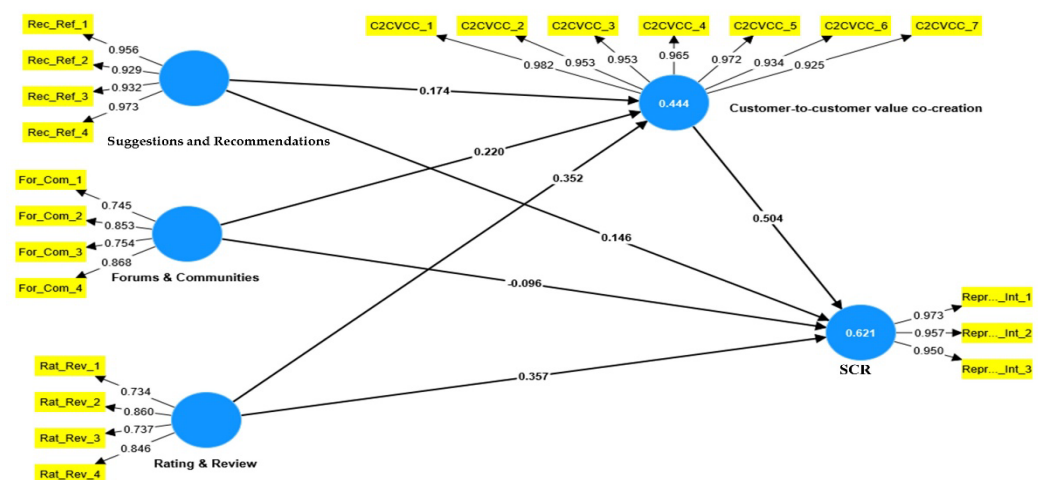 Rec_Ref_1
0.956
Rec_Ref_2
0.929
Rec_Ref_3
0.932
Rec_Ref_4
0.973
Suggestions and Recommendations
C2CVCC_1
C2CVCC_2
C2CVCC_3
C2CVCC_4
C2CVCC_5
C2CVCC_6
C2CVCC_7
0.982
0.953
0.953
0.965
0.972
0.934
0.925
0.444
Customer-to-customer value co-creation
0.174
0.220
0.352
0.146
0.504
-0.096
0.357
For_Com_1
0.745
For_Com_2
0.853
For_Com_3
0.754
For_Com_4
0.868
Forums & Communities
Rat_Rev_1
0.734
Rat_Rev_2
0.860
Rat_Rev_3
0.737
Rat_Rev_4
0.846
Rating & Review
0.621
SCR
Repr..._Int_1
0.973
Repr..._Int_2
0.957
Repr..._Int_3
0.950